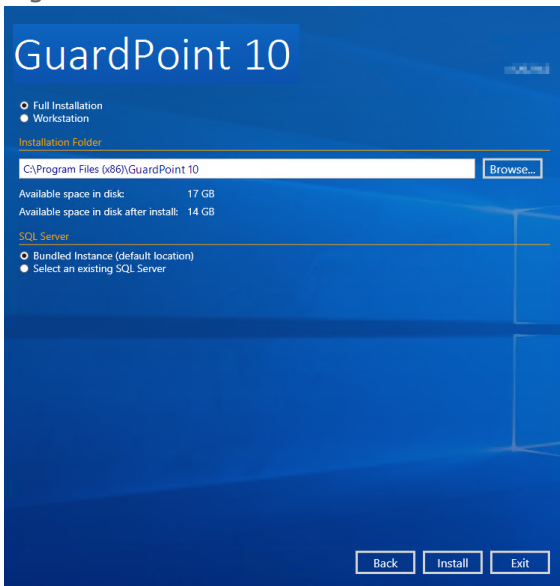 GuardPoint 10
Full Installation
Workstation
Installation Folder
C:\Program Files (x86)\GuardPoint 10
Browse...
Available space in disk: 17 GB
Available space in disk after install: 14 GB
SQL Server
Bundled Instance (default location)
Select an existing SQL Server
Back Install Exit